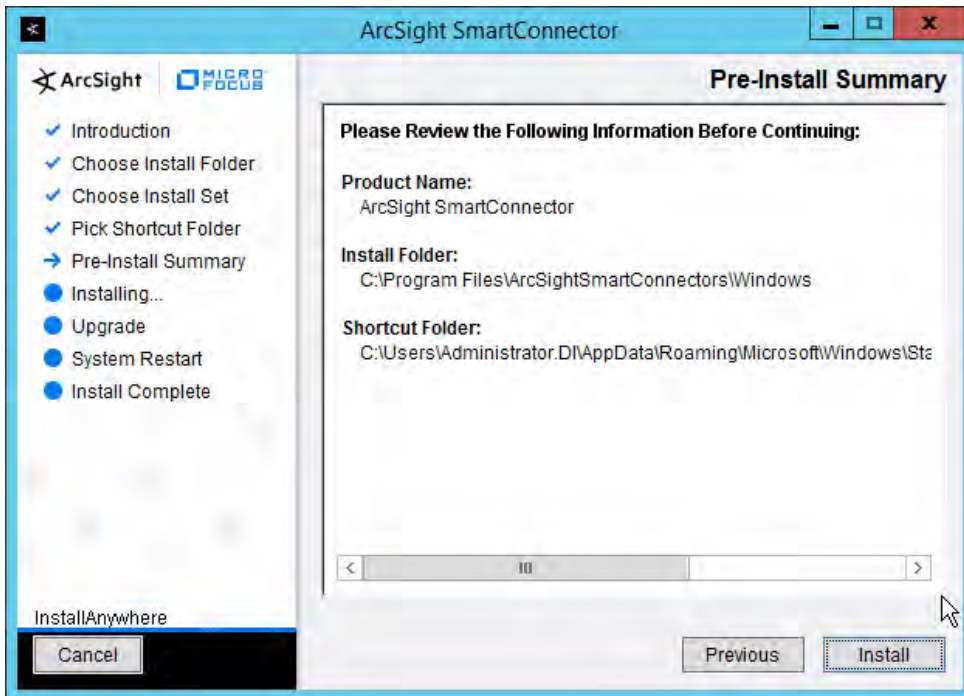 ArcSight SmartConnector
ArcSight
MICRO
FOCUS
Pre-Install Summary
Introduction
Choose Install Folder
Choose Install Set
Pick Shortcut Folder
Pre-Install Summary
Installing...
Upgrade
System Restart
Install Complete
Please Review the Following Information Before Continuing:
Product Name:
ArcSight SmartConnector
Install Folder:
C:\Program Files\ArcSightSmartConnectors\Windows
Shortcut Folder:
C:\Users\Administrator.DI\AppData\Roaming\Microsoft\Windows\Sta
InstallAnywhere
Cancel
Previous
Install